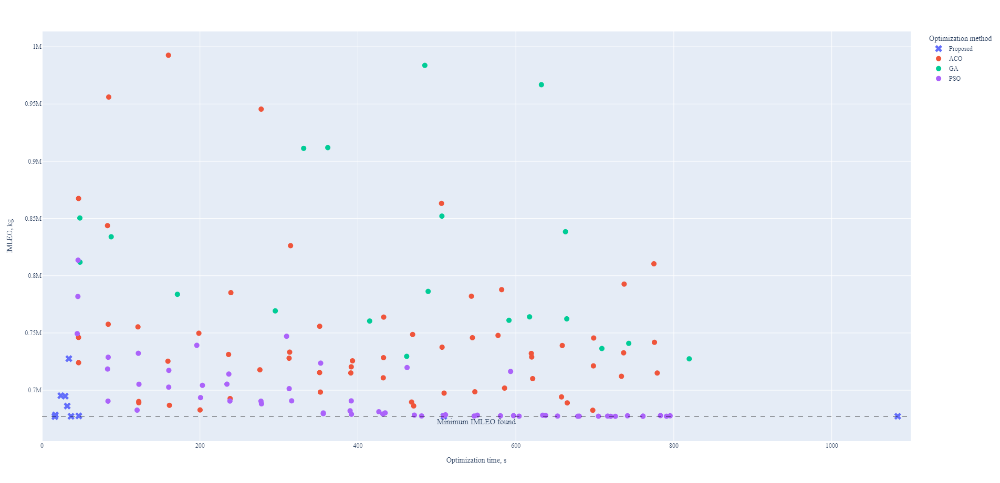 Optimization method
Proposed
ACO
GA
PSO
1M
0.95M
0.9M
0.85M
0.8M
0.75M
0.7M
IMLEO, kg
Minimum IMLEO found
0
200
400
600
800
1000
Optimization time, s